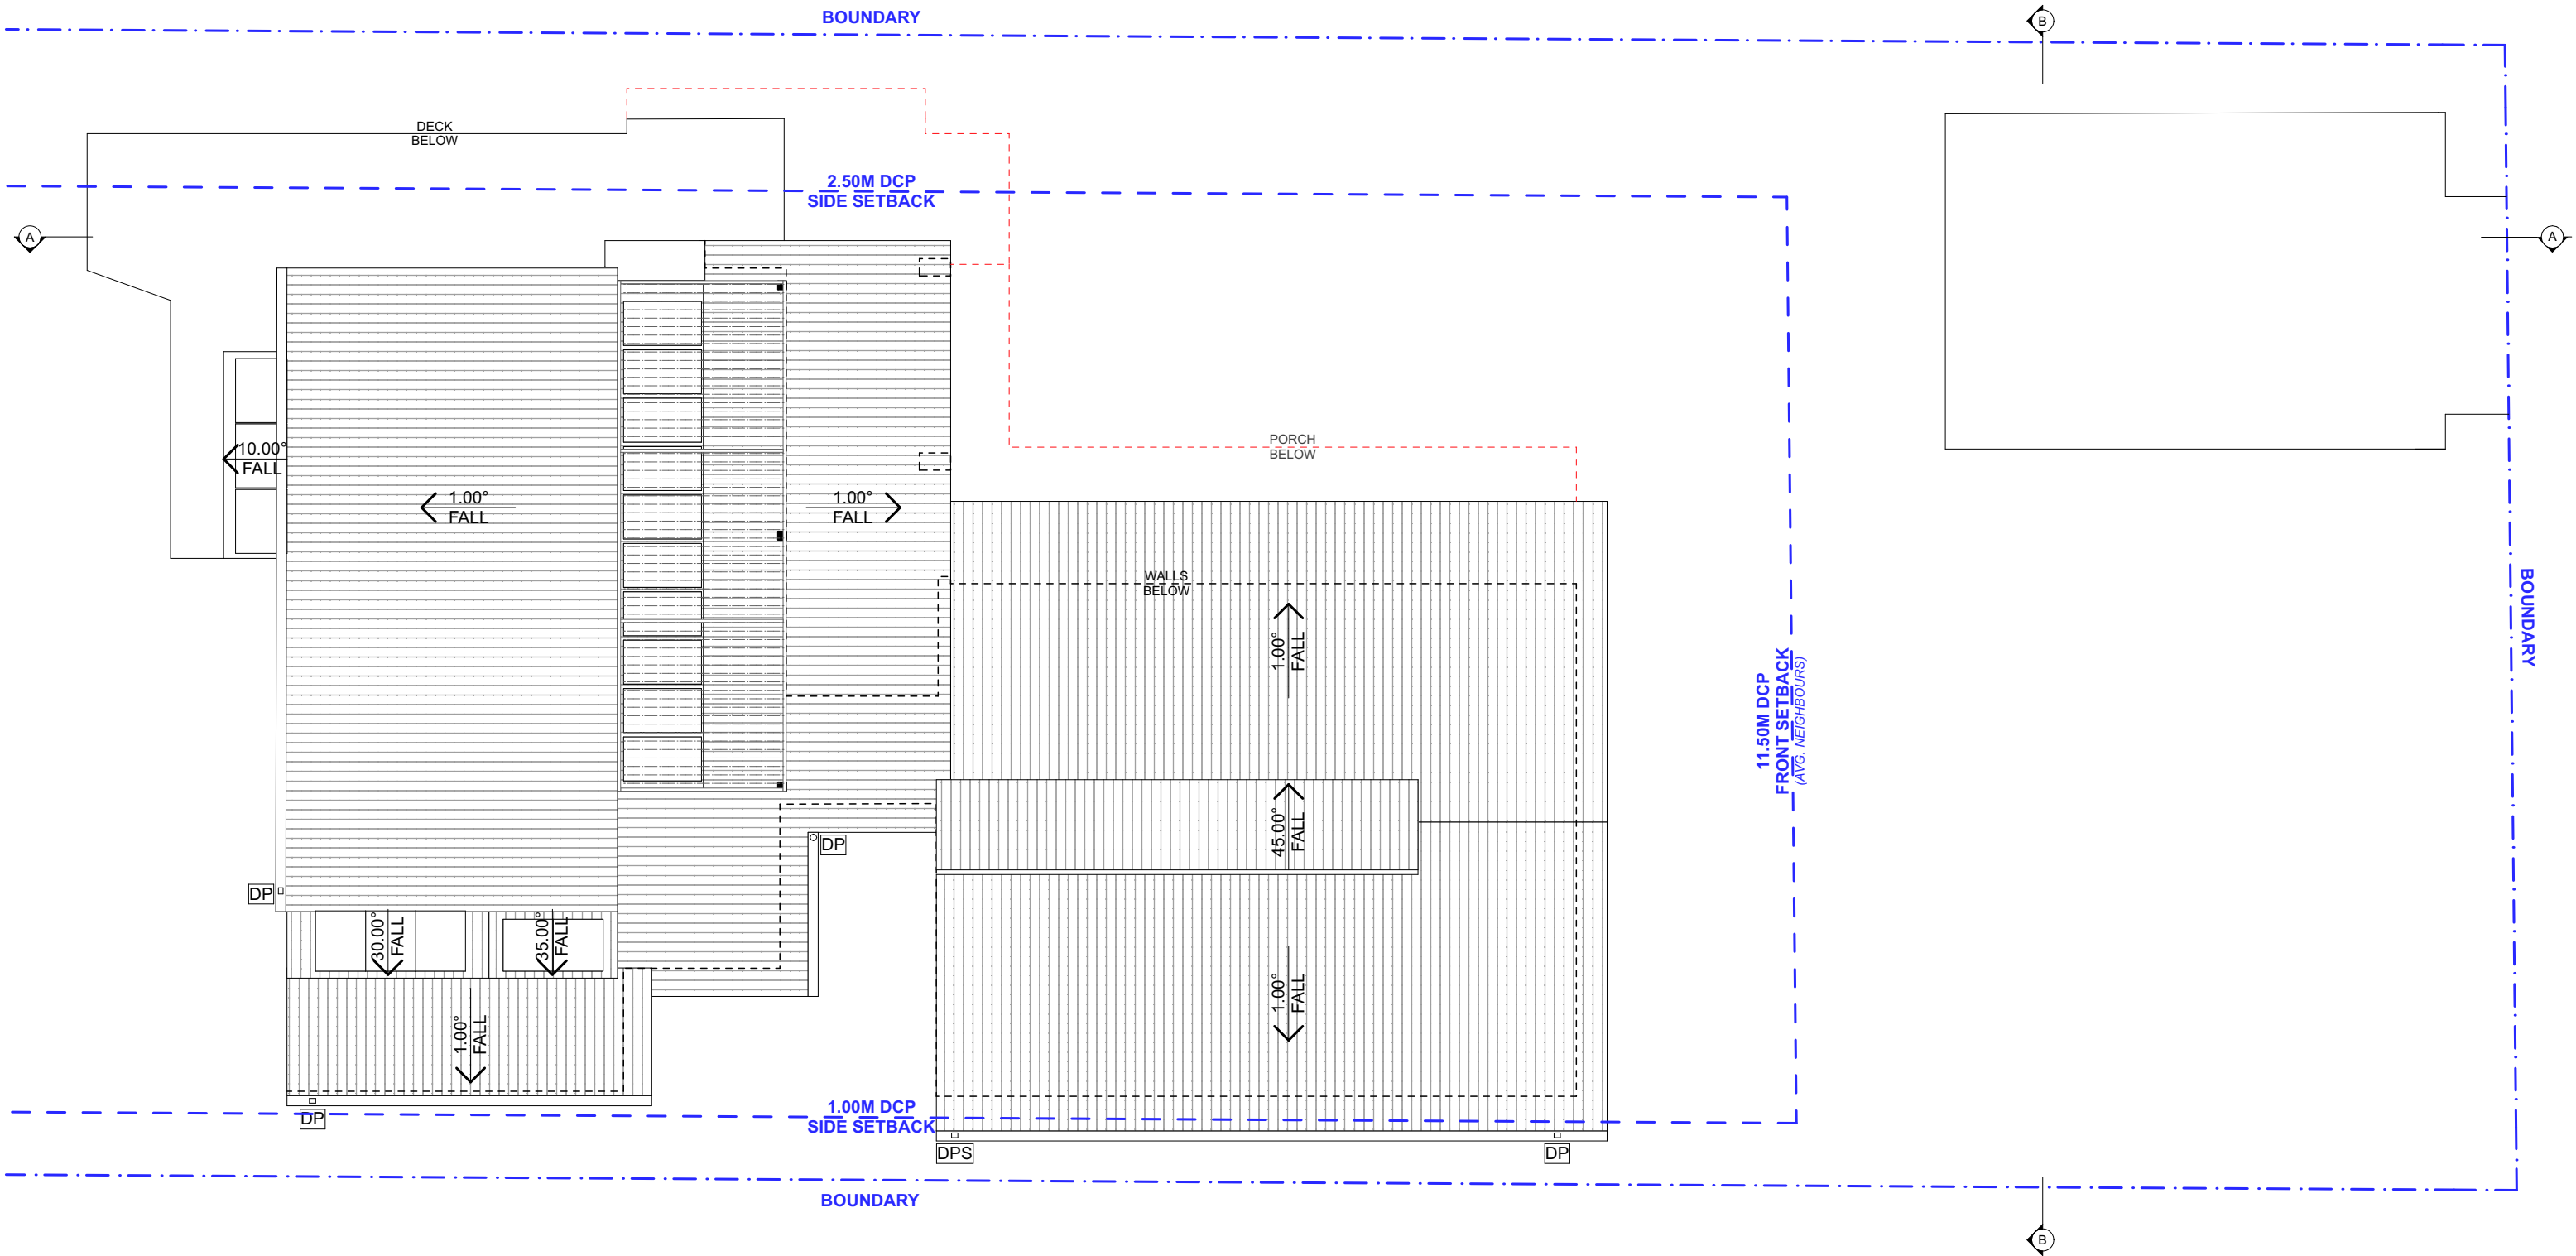 BOUNDARY
B
DECK
BELOW
2.50M DCP
SIDE SETBACK
A
A
PORCH
BELOW
10.00°
FALL
1.00°
FALL
1.00°
FALL
WALLS
BELOW
BOUNDARY
1.00°
FALL
11.50M DCP
FRONT SETBACK
(AVG. NEIGHBOURS)
45.00°
FALL
DP
DP
30.00°
FALL
35.00°
FALL
1.00°
FALL
1.00°
FALL
DP
1.00M DCP
SIDE SETBACK
DPS
DP
BOUNDARY
B